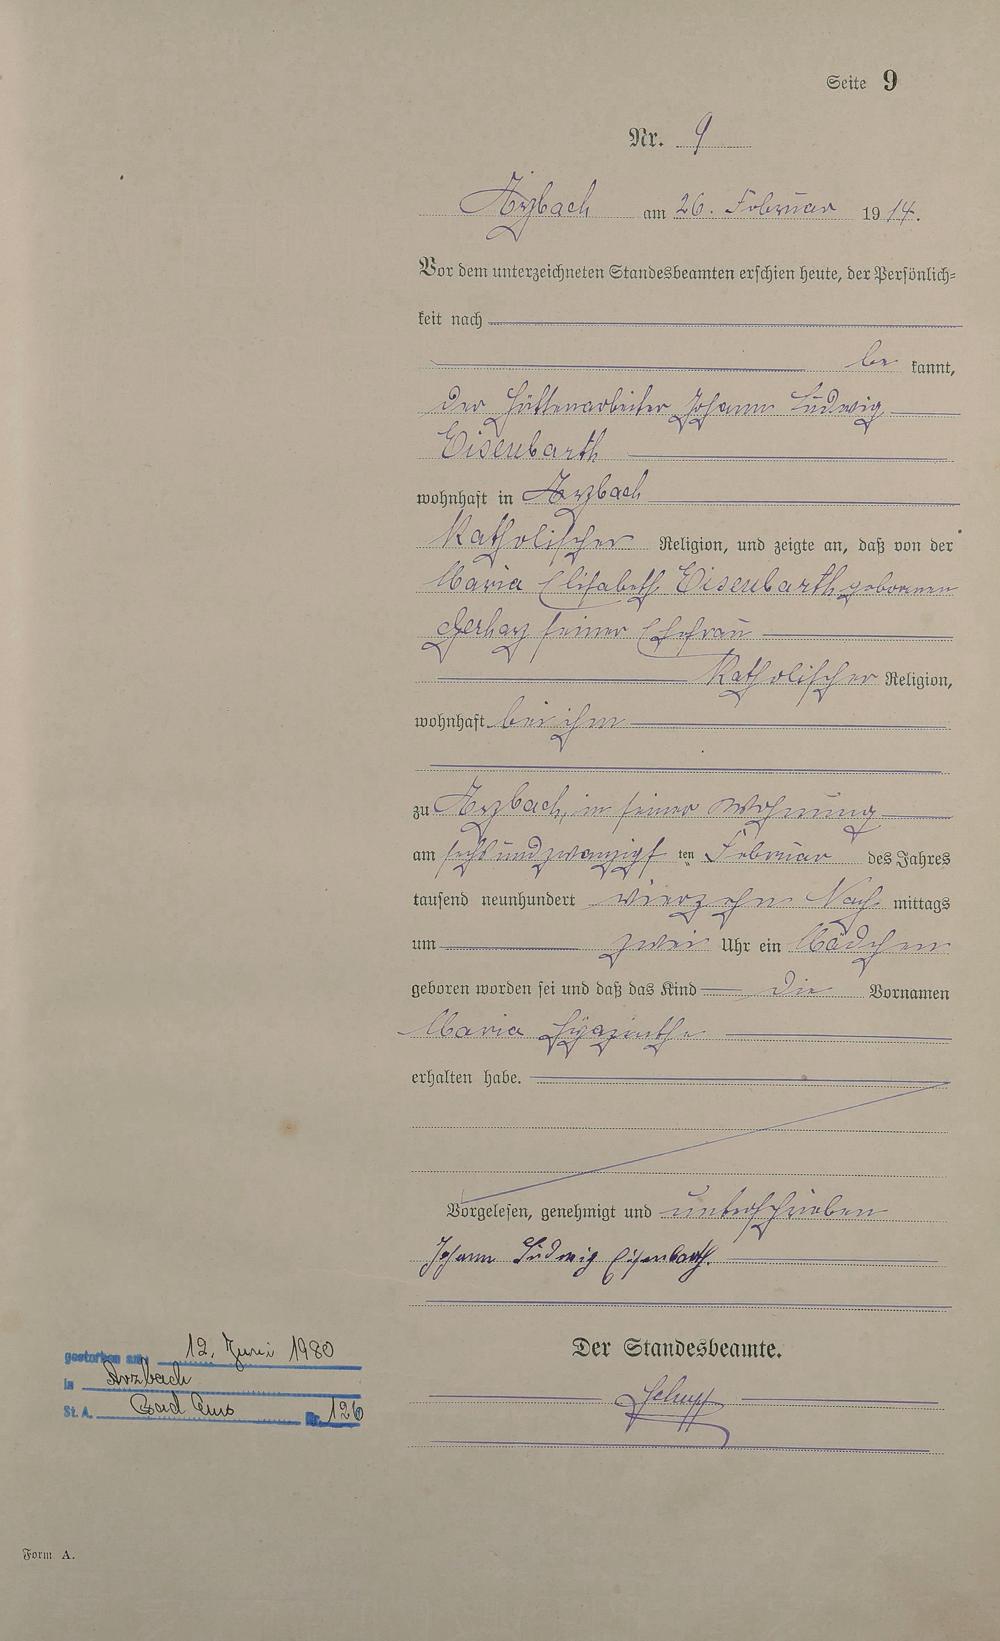 Seite 9
Nr. 9
Arzbach am 26. Februar 1914.
Vor dem unterzeichneten Standesbeamten erschien heute, der Persönlich-
keit nach
be kannt,
der Hüttenarbeiter Johann Ludwig
Eisenbarth
wohnhaft in Arzbach
Katholischer Religion, und zeigte an, daß von der
Maria Elisabeth Eisenbarth geborenen
Gerharz seiner Ehefrau
Katholischer Religion,
wohnhaft bei ihm
zu Arzbach, in seiner Wohnung
am sechsundzwanzigsten Februar des Jahres
tausend neunhundert vierzehn Nach mittags
um zwei Uhr ein Mädchen
geboren worden sei und daß das Kind die Vornamen
Maria Hyazinthe
erhalten habe.
Vorgelesen, genehmigt und unterschrieben
Johann Ludwig Eisenbarth.
Der Standesbeamte.
gestorben am 12. Juni 1980
in Arzbach
St. A. Bad Ems Nr. 126
Form A.